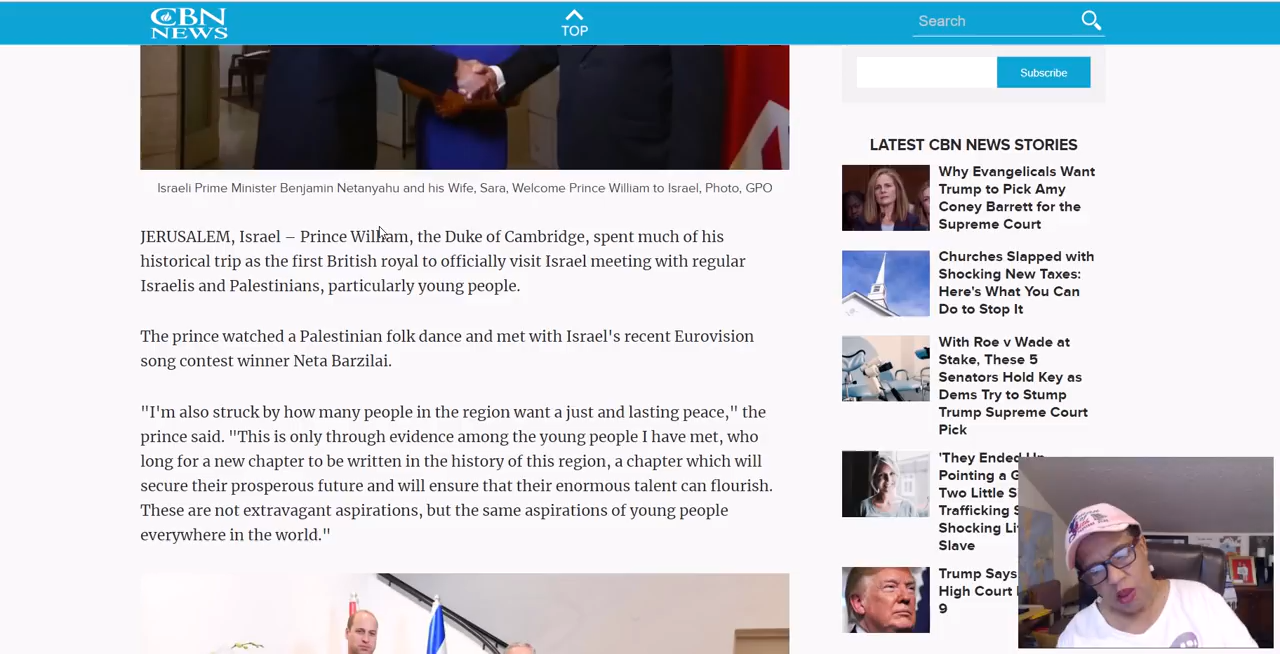 CBN
NEWS
TOP
Search
Subscribe
Israeli Prime Minister Benjamin Netanyahu and his Wife, Sara, Welcome Prince William to Israel, Photo, GPO
JERUSALEM, Israel – Prince William, the Duke of Cambridge, spent much of his
historical trip as the first British royal to officially visit Israel meeting with regular
Israelis and Palestinians, particularly young people.
The prince watched a Palestinian folk dance and met with Israel's recent Eurovision
song contest winner Neta Barzilai.
"I'm also struck by how many people in the region want a just and lasting peace," the
prince said. "This is only through evidence among the young people I have met, who
long for a new chapter to be written in the history of this region, a chapter which will
secure their prosperous future and will ensure that their enormous talent can flourish.
These are not extravagant aspirations, but the same aspirations of young people
everywhere in the world."
LATEST CBN NEWS STORIES
Why Evangelicals Want
Trump to Pick Amy
Coney Barrett for the
Supreme Court
Churches Slapped with
Shocking New Taxes:
Here's What You Can
Do to Stop It
With Roe v Wade at
Stake, These 5
Senators Hold Key as
Dems Try to Stump
Trump Supreme Court
Pick
'They Ended Up
Pointing a G
Two Little S
Trafficking S
Shocking Li
Slave
Trump Says
High Court
9